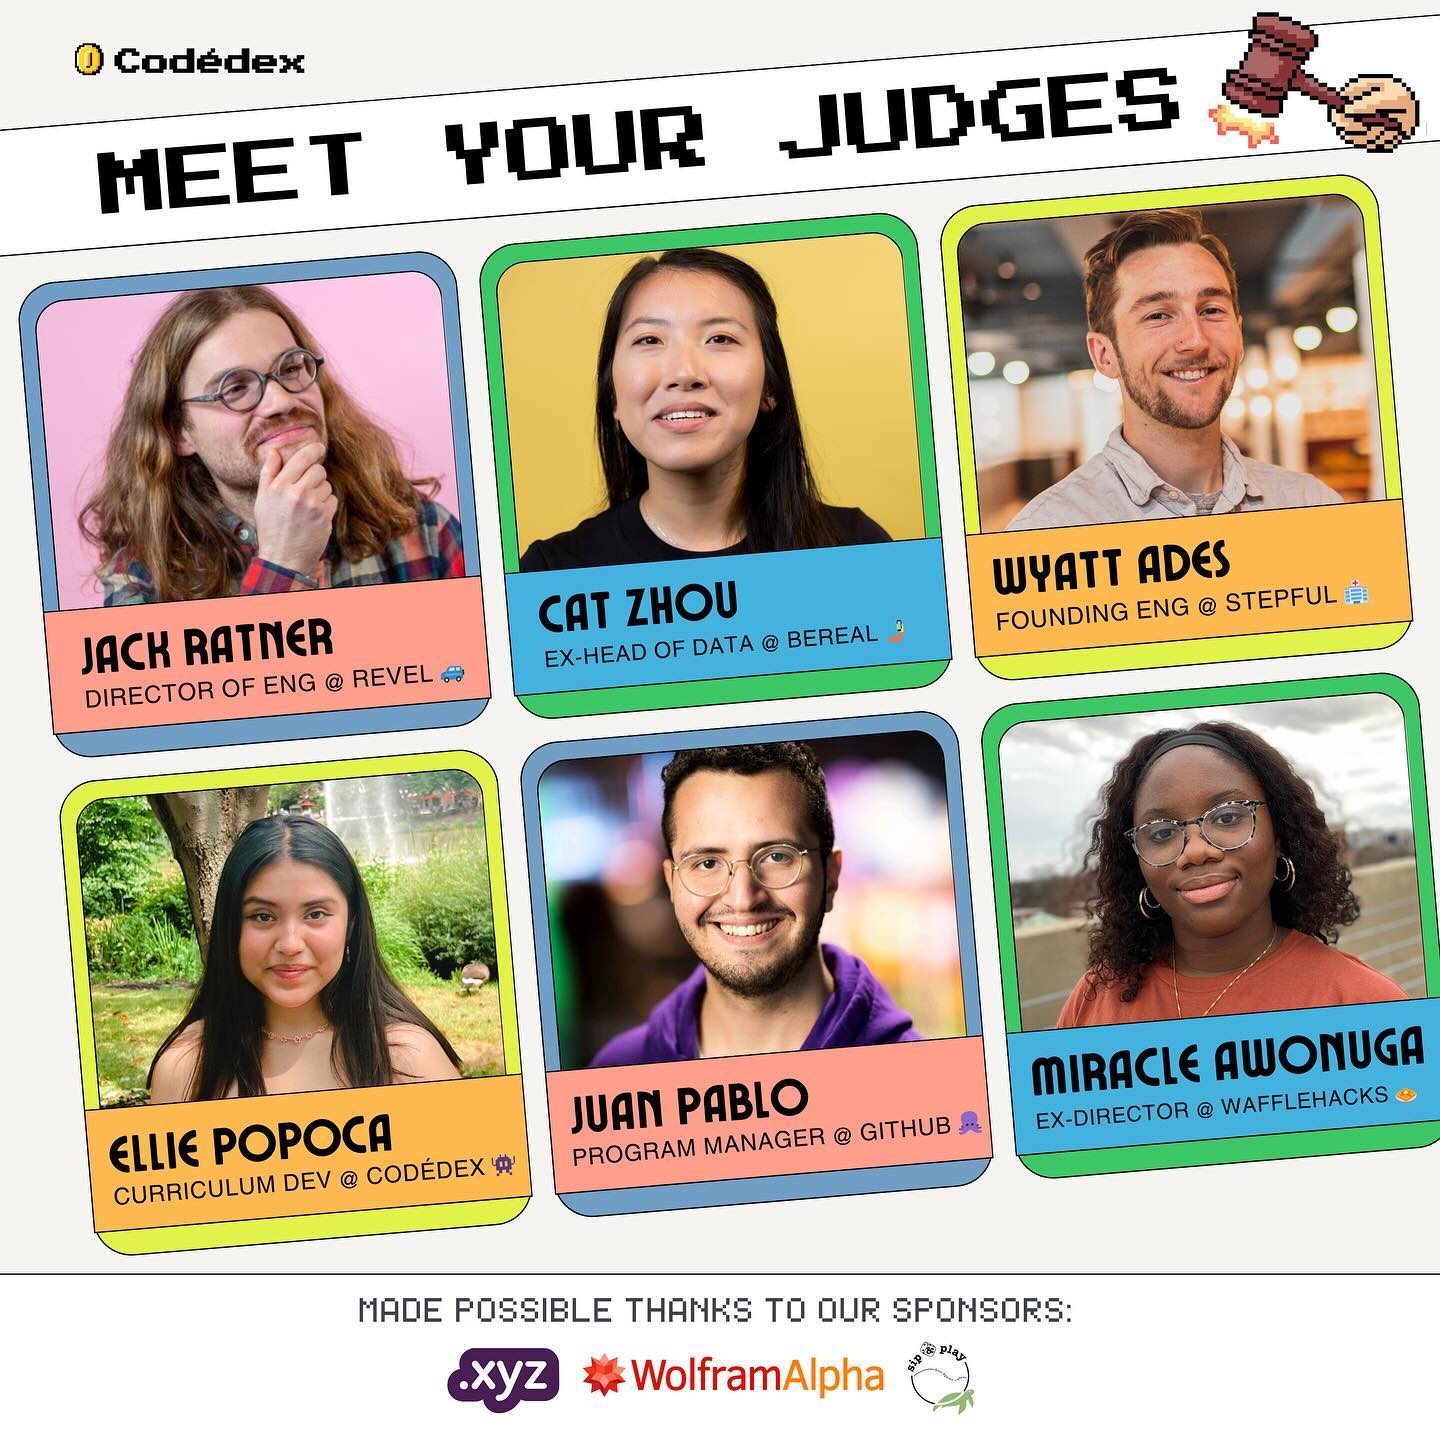 Codédex
MEET YOUR JUDGES
JACK RATNER
DIRECTOR OF ENG @ REVEL
CAT ZHOU
EX-HEAD OF DATA @ BEREAL
WYATT ADES
FOUNDING ENG @ STEPFUL
ELLIE POPOCA
CURRICULUM DEV @ CODÉDEX
JUAN PABLO
PROGRAM MANAGER @ GITHUB
MIRACLE AWONUGA
EX-DIRECTOR @ WAFFLEHACKS
MADE POSSIBLE THANKS TO OUR SPONSORS:
.xyz
WolframAlpha
sip & play